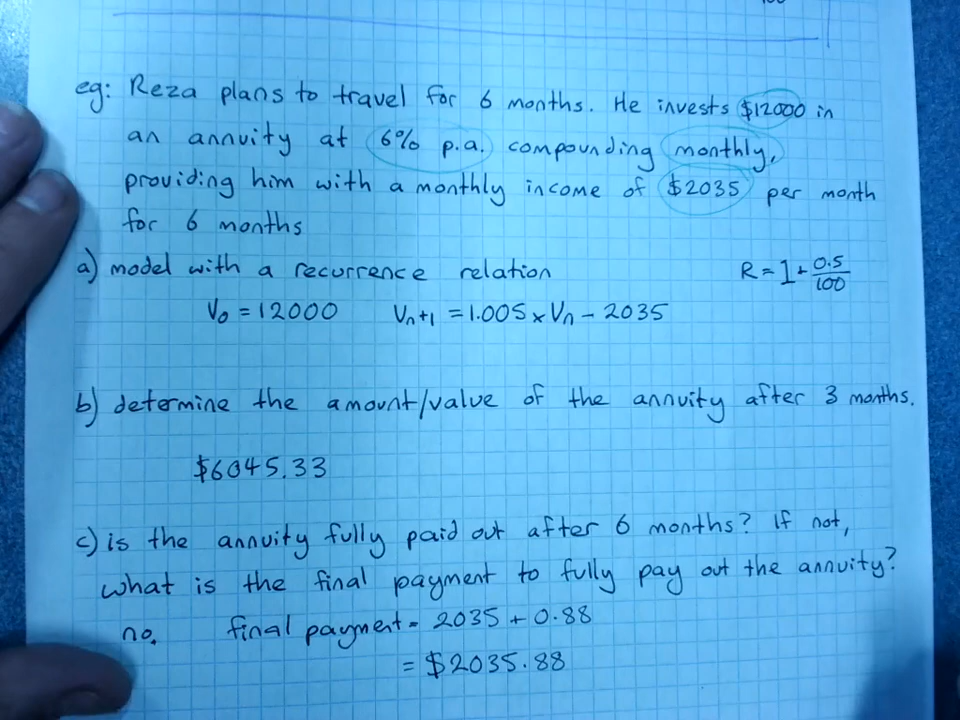 eg: Reza plans to travel for 6 months. He invests $12000 in
an annuity at 6% p.a. compounding monthly,
providing him with a monthly income of $2035 per month
for 6 months
a) model with a recurrence relation R = 1 + 0.5/100
V₀ = 12000 Vₙ₊₁ = 1.005 × Vₙ - 2035
b) determine the amount/value of the annuity after 3 months.
$6045.33
c) is the annuity fully paid out after 6 months? if not,
what is the final payment to fully pay out the annuity?
no. final payment = 2035 + 0.88
= $2035.88